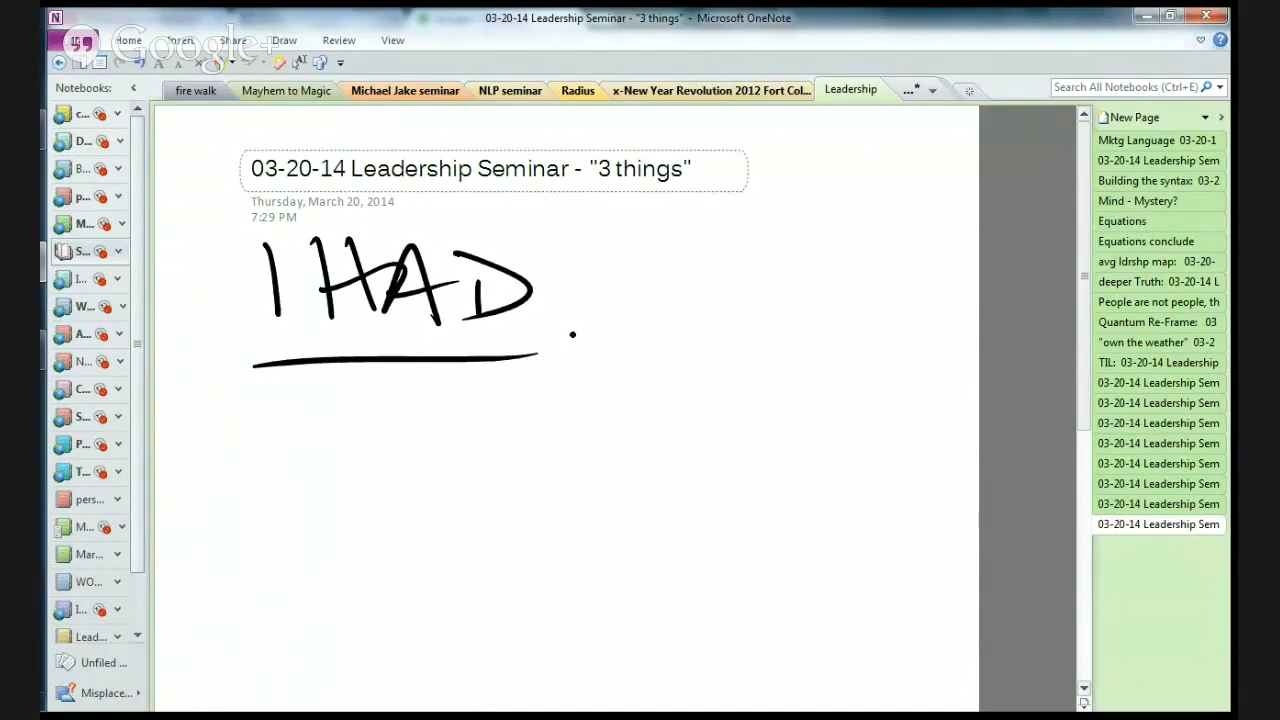 03-20-14 Leadership Seminar - "3 things" - Microsoft OneNote
Google+
Home Insert Share Draw Review View
Notebooks:
fire walk Mayhem to Magic Michael Jake seminar NLP seminar Radius x-New Year Revolution 2012 Fort Col... Leadership ...* Search All Notebooks (Ctrl+E)
c...
D...
B...
p...
M...
S...
I...
W...
A...
N...
C...
S...
P...
T...
pers...
M...
Mar...
WO...
I...
Lead...
Unfiled ...
Misplace...
03-20-14 Leadership Seminar - "3 things"
Thursday, March 20, 2014
7:29 PM
I HAD
New Page
Mktg Language 03-20-1
03-20-14 Leadership Sem
Building the syntax: 03-2
Mind - Mystery?
Equations
Equations conclude
avg ldrshp map: 03-20-
deeper Truth: 03-20-14 L
People are not people, th
Quantum Re-Frame: 03
"own the weather" 03-2
TIL: 03-20-14 Leadership
03-20-14 Leadership Sem
03-20-14 Leadership Sem
03-20-14 Leadership Sem
03-20-14 Leadership Sem
03-20-14 Leadership Sem
03-20-14 Leadership Sem
03-20-14 Leadership Sem
03-20-14 Leadership Sem